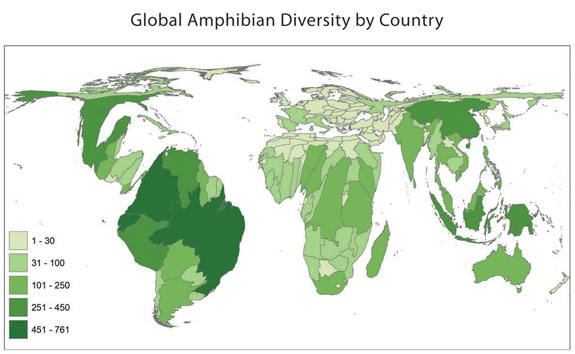 Global Amphibian Diversity by Country
1 - 30
31 - 100
101 - 250
251 - 450
451 - 761